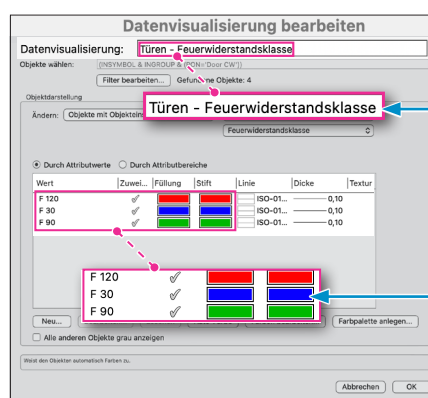 Datenvisualisierung bearbeiten
Datenvisualisierung: Türen - Feuerwiderstandsklasse
Objekte wählen: (INSYMBOL & INGROUP & (PON='Door CW'))
Filter bearbeiten... Gefundene Objekte: 4
Objektdarstellung
Türen - Feuerwiderstandsklasse
Ändern: Objekte mit
Feuerwiderstandsklasse
Durch Attributwerte Durch Attributbereiche
Wert Zuwei... Füllung Stift Linie Dicke Textur
F 120 ISO-01... 0,10
F 30 ISO-01... 0,10
F 90 ISO-01... 0,10
F 120
F 30
F 90
Neu... Farbpalette anlegen...
Alle anderen Objekte grau anzeigen
Weist den Objekten automatisch Farben zu.
Abbrechen OK